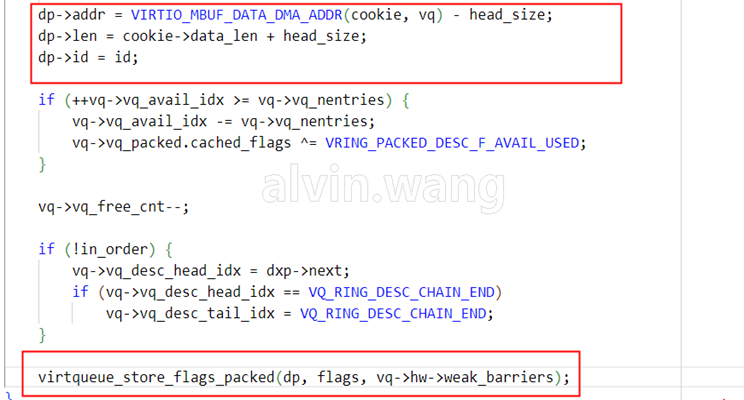 dp->addr = VIRTIO_MBUF_DATA_DMA_ADDR(cookie, vq) - head_size;
dp->len = cookie->data_len + head_size;
dp->id = id;
if (++vq->vq_avail_idx >= vq->vq_nentries) {
vq->vq_avail_idx -= vq->vq_nentries;
vq->vq_packed.cached_flags ^= VRING_PACKED_DESC_F_AVAIL_USED;
}
alvin.wang
vq->vq_free_cnt--;
if (!in_order) {
vq->vq_desc_head_idx = dxp->next;
if (vq->vq_desc_head_idx == VQ_RING_DESC_CHAIN_END)
vq->vq_desc_tail_idx = VQ_RING_DESC_CHAIN_END;
}
virtqueue_store_flags_packed(dp, flags, vq->hw->weak_barriers);
}